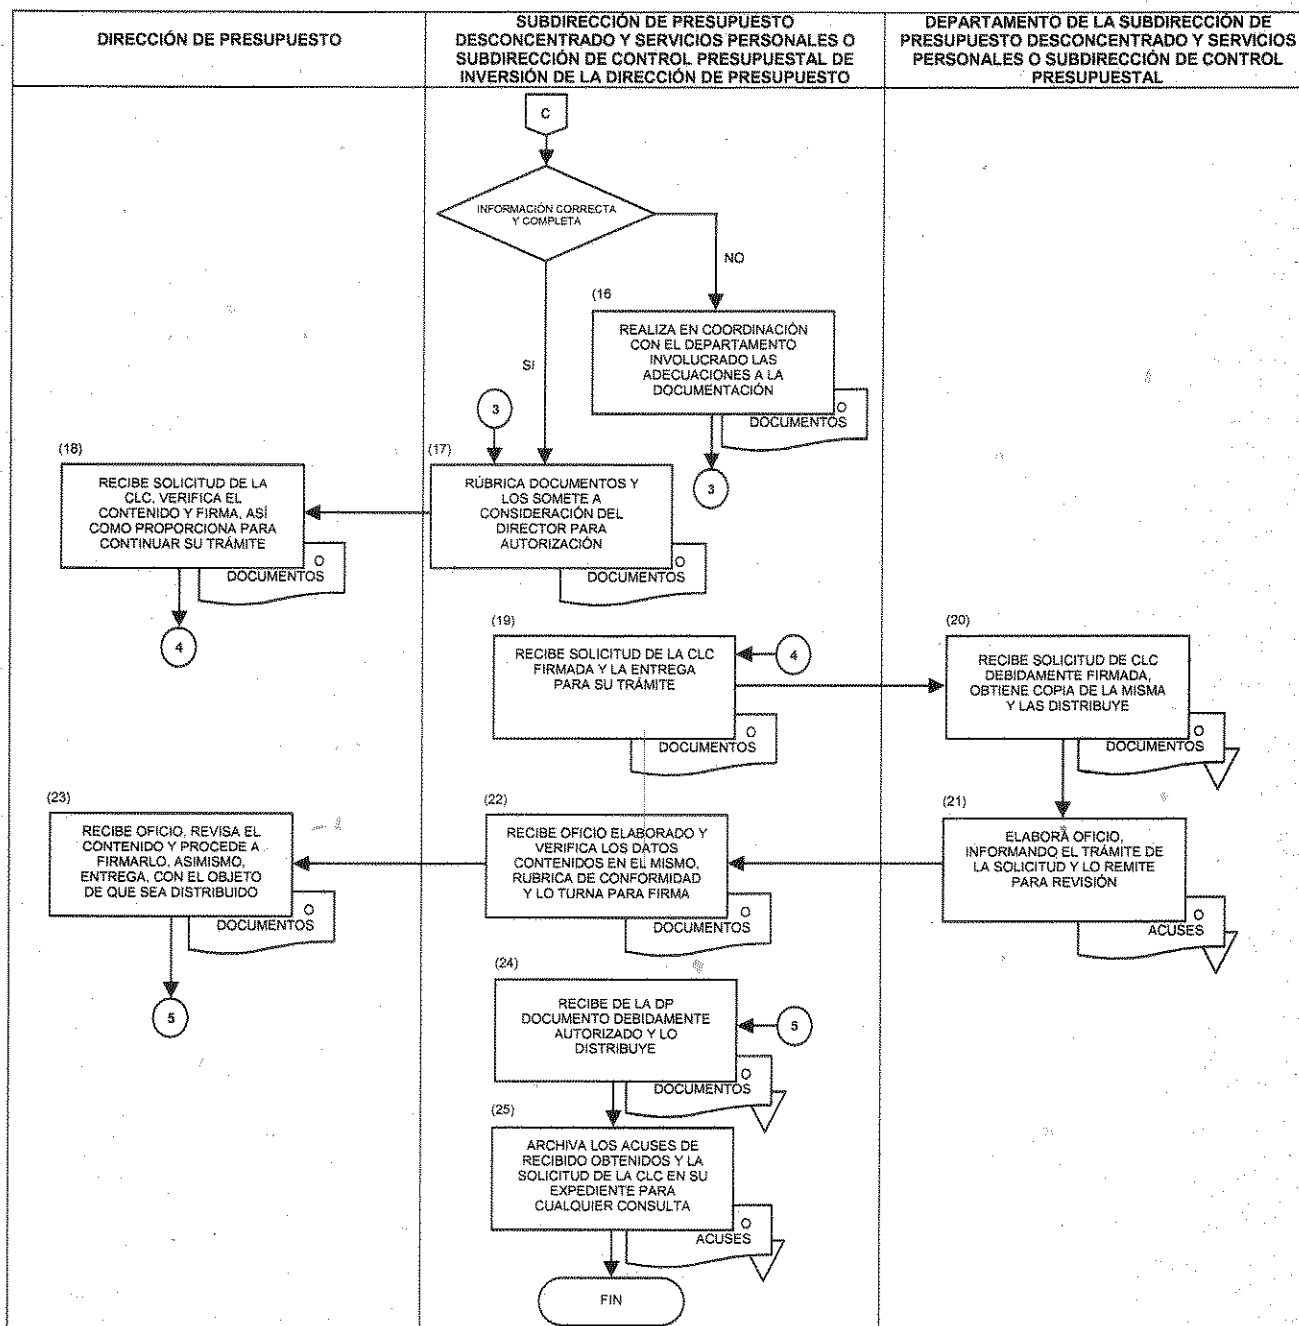 DIRECCIÓN DE PRESUPUESTO
SUBDIRECCIÓN DE PRESUPUESTO
DESCONCENTRADO Y SERVICIOS PERSONALES O
SUBDIRECCIÓN DE CONTROL PRESUPUESTAL DE
INVERSIÓN DE LA DIRECCIÓN DE PRESUPUESTO
DEPARTAMENTO DE LA SUBDIRECCIÓN DE
PRESUPUESTO DESCONCENTRADO Y SERVICIOS
PERSONALES O SUBDIRECCIÓN DE CONTROL
PRESUPUESTAL
C
INFORMACIÓN CORRECTA
Y COMPLETA
NO
SI
(16
REALIZA EN COORDINACIÓN
CON EL DEPARTAMENTO
INVOLUCRADO LAS
ADECUACIONES A LA
DOCUMENTACIÓN
O
DOCUMENTOS
3
3
(17)
RÚBRICA DOCUMENTOS Y
LOS SOMETE A
CONSIDERACIÓN DEL
DIRECTOR PARA
AUTORIZACIÓN
O
DOCUMENTOS
(18)
RECIBE SOLICITUD DE LA
CLC, VERIFICA EL
CONTENIDO Y FIRMA, ASÍ
COMO PROPORCIONA PARA
CONTINUAR SU TRÁMITE
O
DOCUMENTOS
4
(19)
RECIBE SOLICITUD DE LA CLC
FIRMADA Y LA ENTREGA
PARA SU TRÁMITE
O
DOCUMENTOS
4
(20)
RECIBE SOLICITUD DE CLC
DEBIDAMENTE FIRMADA,
OBTIENE COPIA DE LA MISMA
Y LAS DISTRIBUYE
O
DOCUMENTOS
(21)
ELABORA OFICIO,
INFORMANDO EL TRÁMITE DE
LA SOLICITUD Y LO REMITE
PARA REVISIÓN
O
ACUSES
(22)
RECIBE OFICIO ELABORADO Y
VERIFICA LOS DATOS
CONTENIDOS EN EL MISMO,
RUBRICA DE CONFORMIDAD
Y LO TURNA PARA FIRMA
O
DOCUMENTOS
(23)
RECIBE OFICIO, REVISA EL
CONTENIDO Y PROCEDE A
FIRMARLO, ASIMISMO,
ENTREGA, CON EL OBJETO
DE QUE SEA DISTRIBUIDO
O
DOCUMENTOS
5
(24)
RECIBE DE LA DP
DOCUMENTO DEBIDAMENTE
AUTORIZADO Y LO
DISTRIBUYE
O
DOCUMENTOS
5
(25)
ARCHIVA LOS ACUSES DE
RECIBIDO OBTENIDOS Y LA
SOLICITUD DE LA CLC EN SU
EXPEDIENTE PARA
CUALQUIER CONSULTA
O
ACUSES
FIN